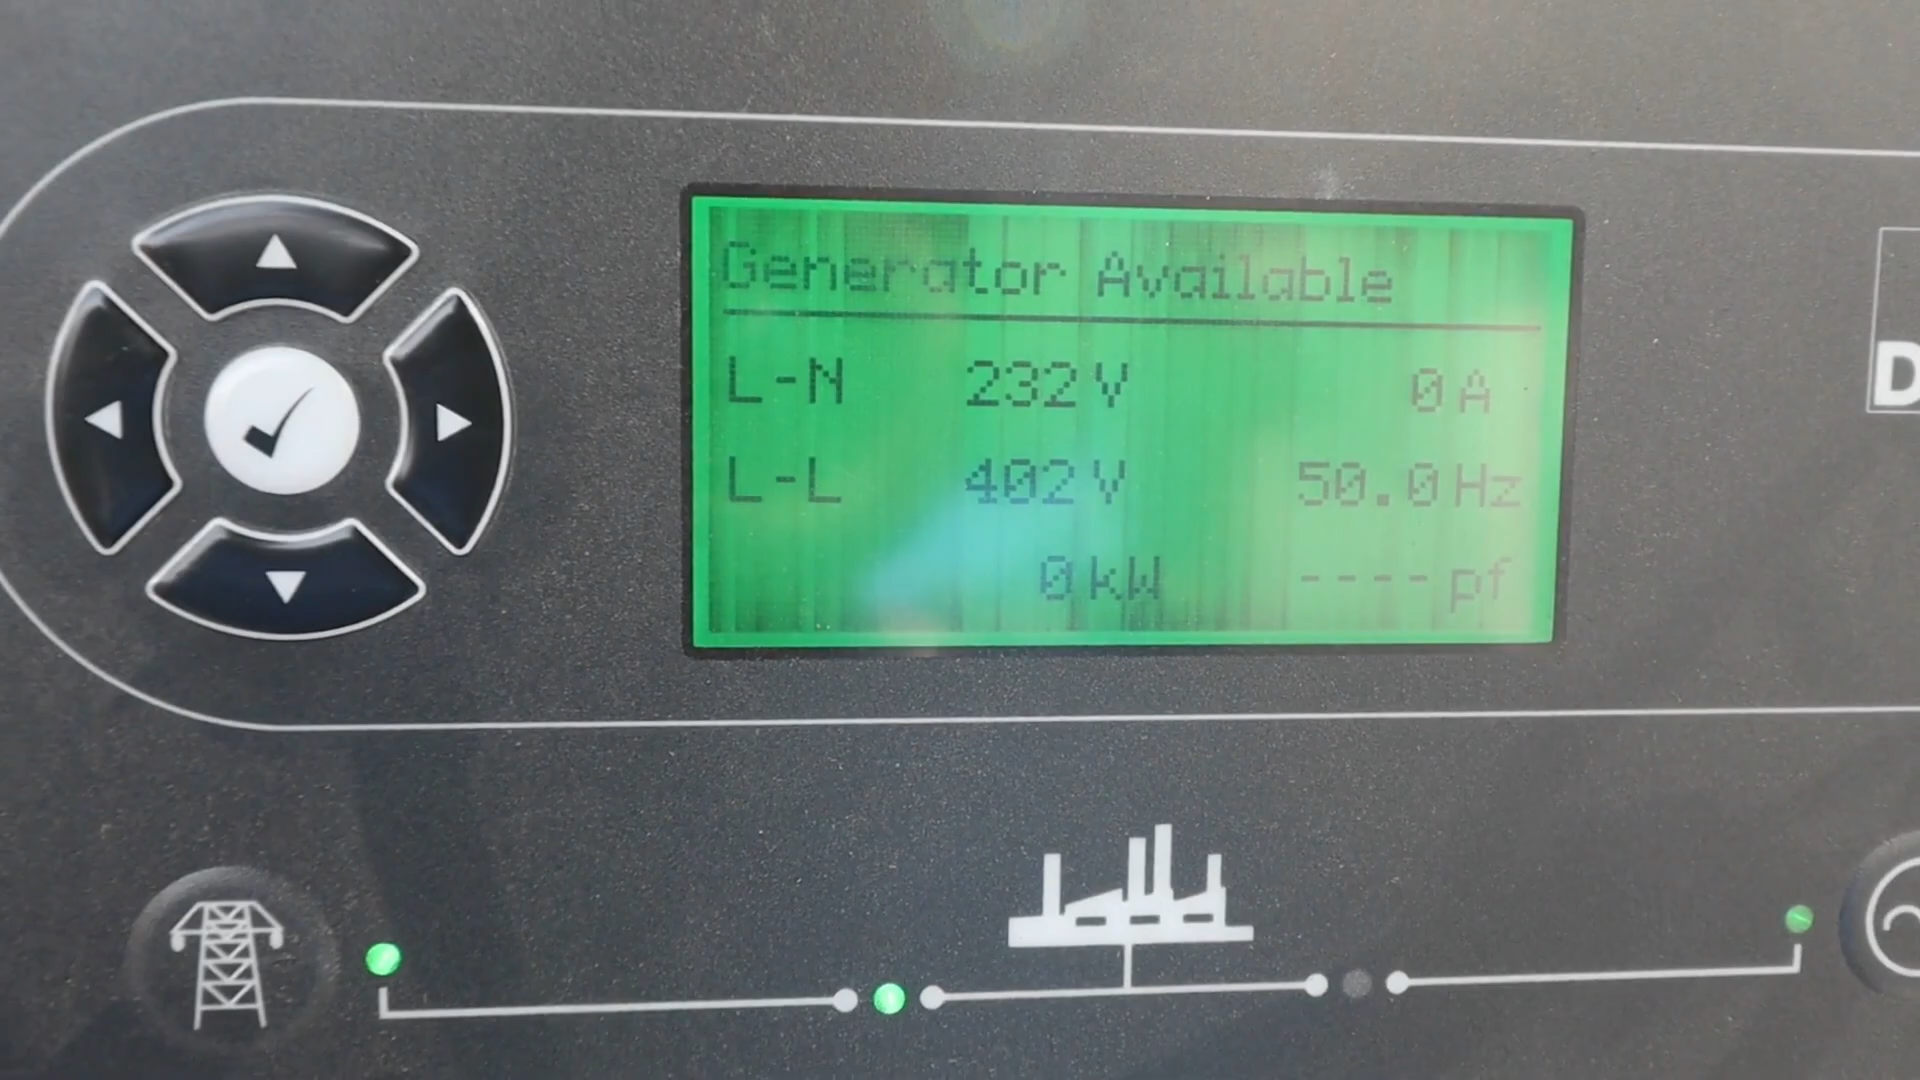 Generator Available
L-N 232V 0A
L-L 402V 50.0Hz
0kW ----pf
D